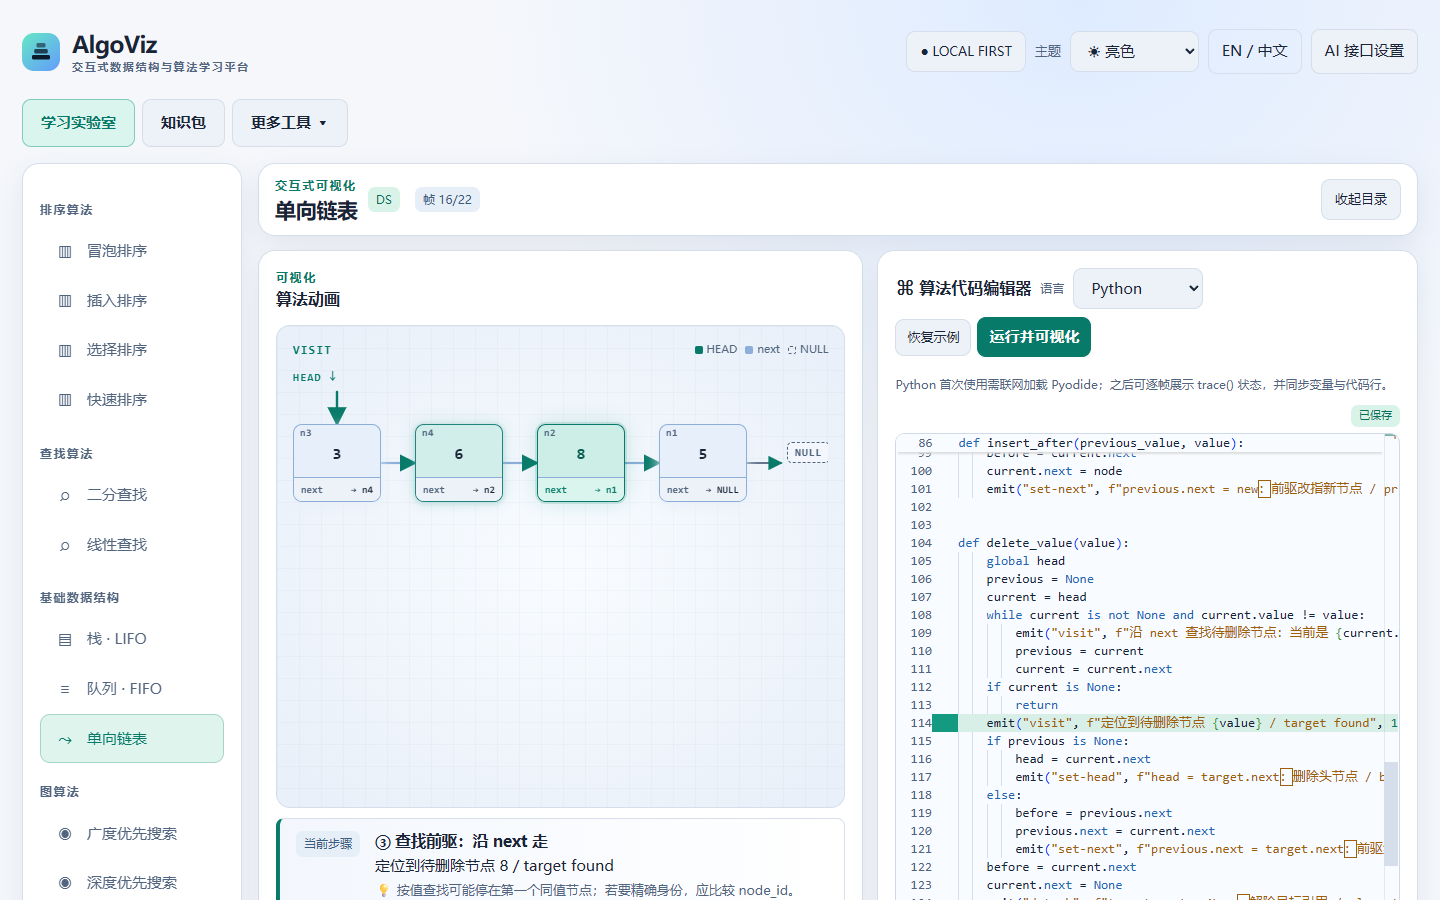 AlgoViz
交互式数据结构与算法学习平台
● LOCAL FIRST
主题
☀ 亮色
EN / 中文
AI 接口设置
学习实验室
知识包
更多工具 ▾
排序算法
冒泡排序
插入排序
选择排序
快速排序
查找算法
二分查找
线性查找
基础数据结构
栈 · LIFO
队列 · FIFO
单向链表
图算法
广度优先搜索
深度优先搜索
交互式可视化
单向链表
DS
帧 16/22
收起目录
可视化
算法动画
VISIT
HEAD
next
NULL
HEAD ↓
n3
3
next → n4
n4
6
next → n2
n2
8
next → n1
n1
5
next → NULL
NULL
当前步骤
③ 查找前驱：沿 next 走
定位到待删除节点 8 / target found
💡 按值查找可能停在第一个同值节点；若要精确身份，应比较 node_id。
⌘ 算法代码编辑器
语言
Python
恢复示例
运行并可视化
Python 首次使用需联网加载 Pyodide；之后可逐帧展示 trace() 状态，并同步变量与代码行。
已保存
86 def insert_after(previous_value, value):
99 before = current.next
100 current.next = node
101 emit("set-next", f"previous.next = new：前驱改指新节点 / pr
102
103
104 def delete_value(value):
105 global head
106 previous = None
107 current = head
108 while current is not None and current.value != value:
109 emit("visit", f"沿 next 查找待删除节点：当前是 {current.
110 previous = current
111 current = current.next
112 if current is None:
113 return
114 emit("visit", f"定位到待删除节点 {value} / target found", 1
115 if previous is None:
116 head = current.next
117 emit("set-head", f"head = target.next：删除头节点 / b
118 else:
119 before = previous.next
120 previous.next = current.next
121 emit("set-next", f"previous.next = target.next：前驱
122 before = current.next
123 current.next = None